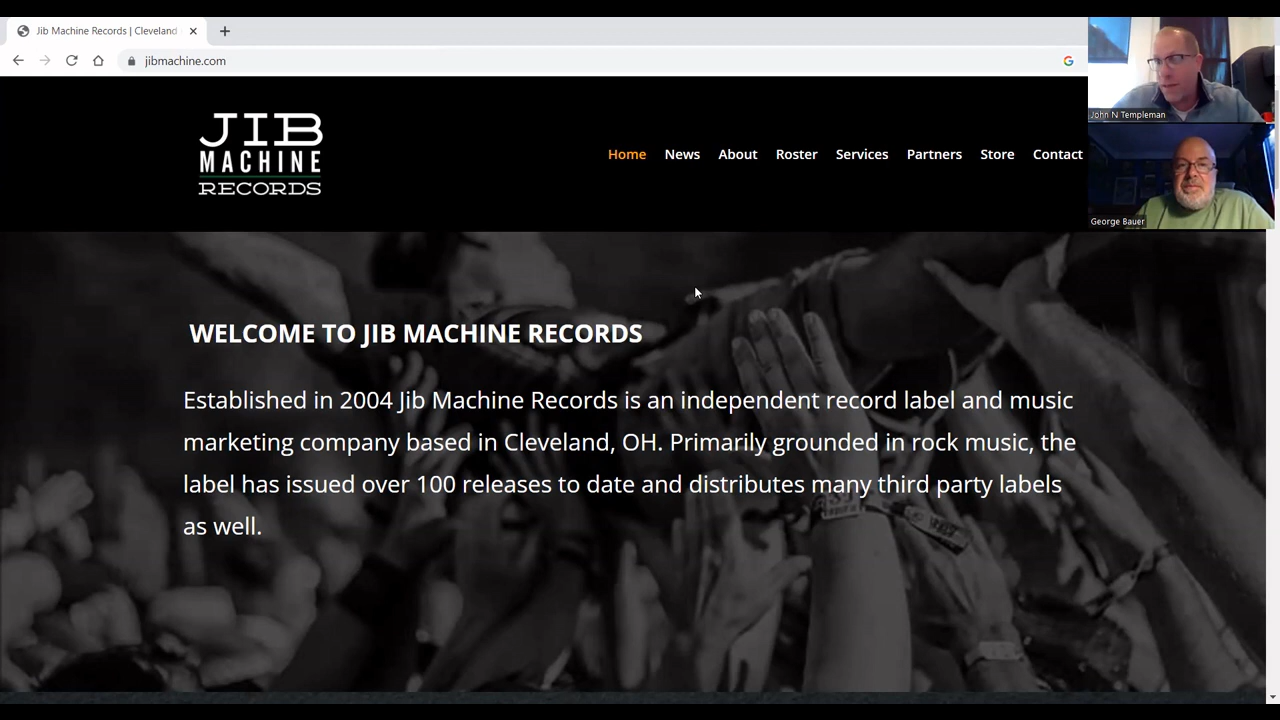 Jib Machine Records | Cleveland
jibmachine.com
John N Templeman
JIB
MACHINE
RECORDS
Home News About Roster Services Partners Store Contact
George Bauer
WELCOME TO JIB MACHINE RECORDS
Established in 2004 Jib Machine Records is an independent record label and music
marketing company based in Cleveland, OH. Primarily grounded in rock music, the
label has issued over 100 releases to date and distributes many third party labels
as well.